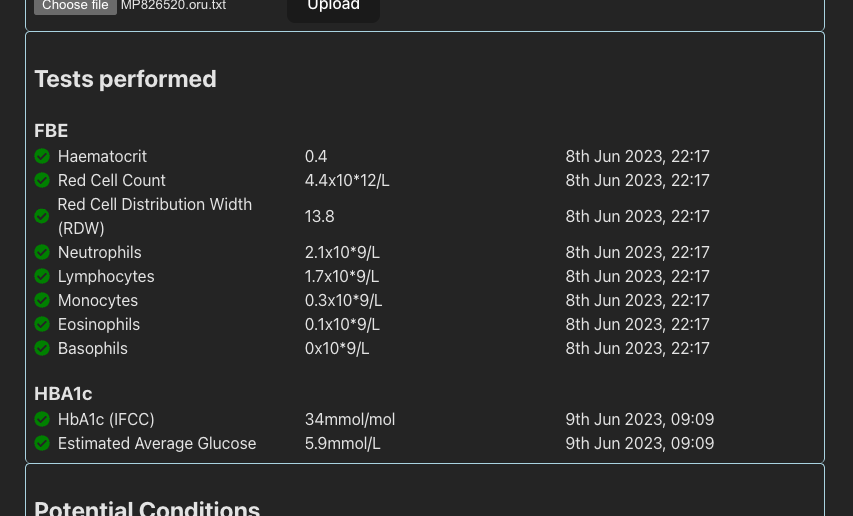 Choose file MP826520.oru.txt Upload
Tests performed
FBE
Haematocrit 0.4 8th Jun 2023, 22:17
Red Cell Count 4.4x10*12/L 8th Jun 2023, 22:17
Red Cell Distribution Width
(RDW) 13.8 8th Jun 2023, 22:17
Neutrophils 2.1x10*9/L 8th Jun 2023, 22:17
Lymphocytes 1.7x10*9/L 8th Jun 2023, 22:17
Monocytes 0.3x10*9/L 8th Jun 2023, 22:17
Eosinophils 0.1x10*9/L 8th Jun 2023, 22:17
Basophils 0x10*9/L 8th Jun 2023, 22:17
HBA1c
HbA1c (IFCC) 34mmol/mol 9th Jun 2023, 09:09
Estimated Average Glucose 5.9mmol/L 9th Jun 2023, 09:09
Potential Conditions